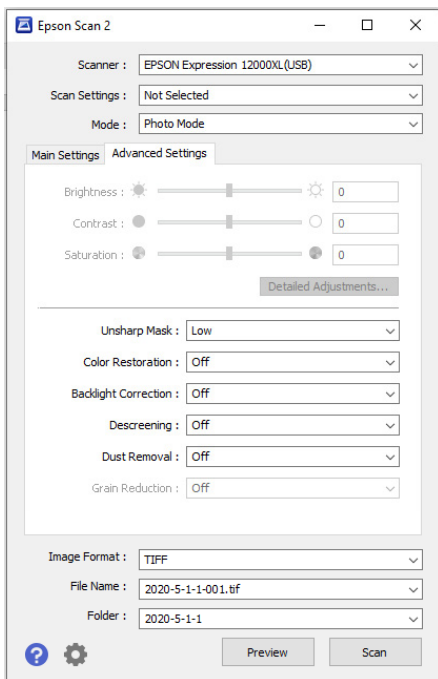 Epson Scan 2
Scanner : EPSON Expression 12000XL(USB)
Scan Settings : Not Selected
Mode : Photo Mode
Main Settings Advanced Settings
Brightness : 0
Contrast : 0
Saturation : 0
Detailed Adjustments...
Unsharp Mask : Low
Color Restoration : Off
Backlight Correction : Off
Descreening : Off
Dust Removal : Off
Grain Reduction : Off
Image Format : TIFF
File Name : 2020-5-1-1-001.tif
Folder : 2020-5-1-1
? Preview Scan